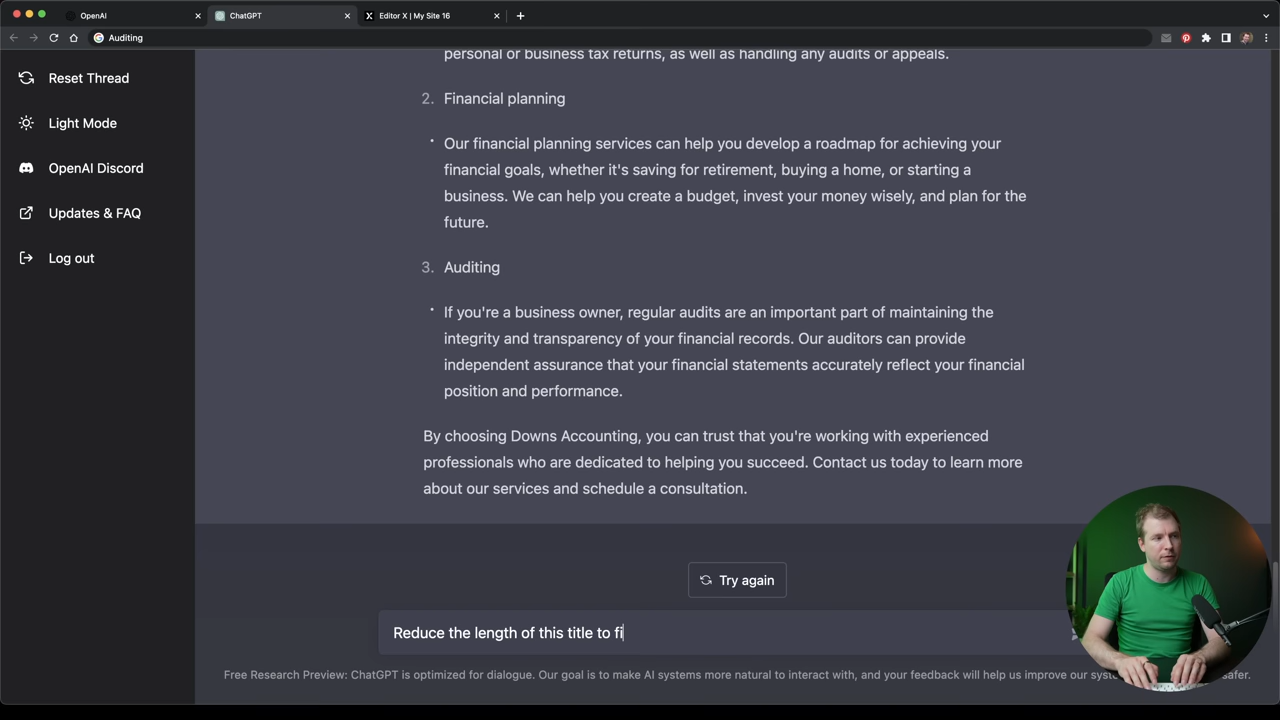 OpenAI
ChatGPT
Editor X | My Site 16
Auditing
Reset Thread
Light Mode
OpenAI Discord
Updates & FAQ
Log out
personal or business tax returns, as well as handling any audits or appeals.
2. Financial planning
• Our financial planning services can help you develop a roadmap for achieving your
financial goals, whether it's saving for retirement, buying a home, or starting a
business. We can help you create a budget, invest your money wisely, and plan for the
future.
3. Auditing
• If you're a business owner, regular audits are an important part of maintaining the
integrity and transparency of your financial records. Our auditors can provide
independent assurance that your financial statements accurately reflect your financial
position and performance.
By choosing Downs Accounting, you can trust that you're working with experienced
professionals who are dedicated to helping you succeed. Contact us today to learn more
about our services and schedule a consultation.
Try again
Reduce the length of this title to fi
Free Research Preview: ChatGPT is optimized for dialogue. Our goal is to make AI systems more natural to interact with, and your feedback will help us improve our safer.